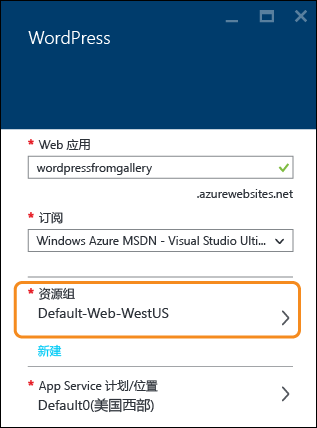 WordPress
* Web 应用
wordpressfromgallery
.azurewebsites.net
* 订阅
Windows Azure MSDN - Visual Studio Ulti...
* 资源组
Default-Web-WestUS
新建
* App Service 计划/位置
Default0(美国西部)